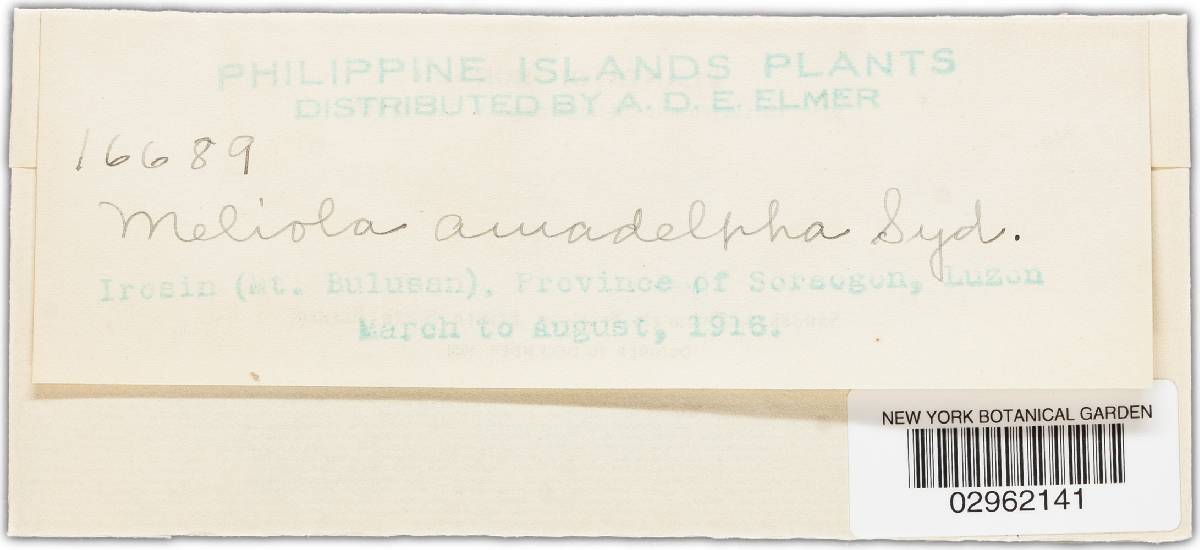 PHILIPPINE ISLANDS PLANTS
DISTRIBUTED BY A. D. E. ELMER
16689
Meliola amadelpha Syd.
Irosin (Mt. Bulusan), Province of Sorsogon, Luzon
March to August, 1916.
NEW YORK BOTANICAL GARDEN
02962141